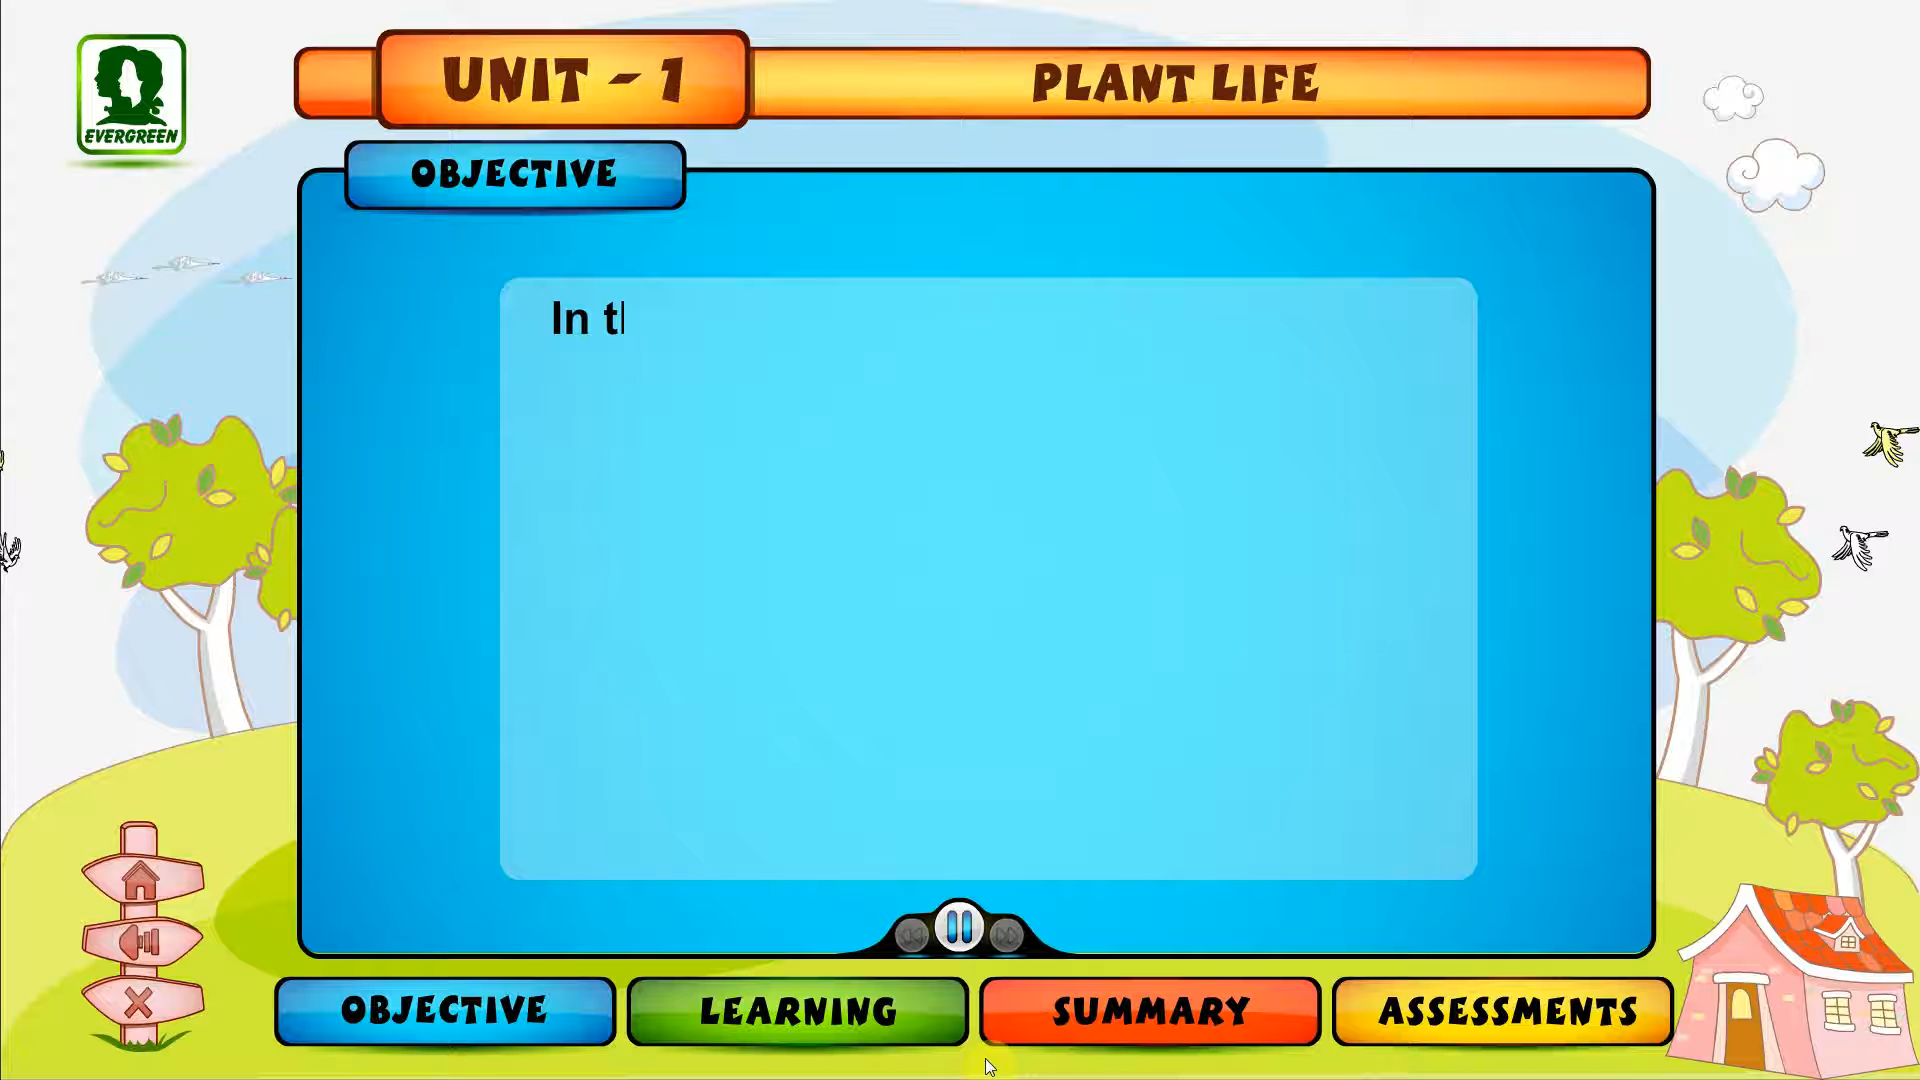 EVERGREEN
UNIT - 1
PLANT LIFE
OBJECTIVE
In t
OBJECTIVE
LEARNING
SUMMARY
ASSESSMENTS